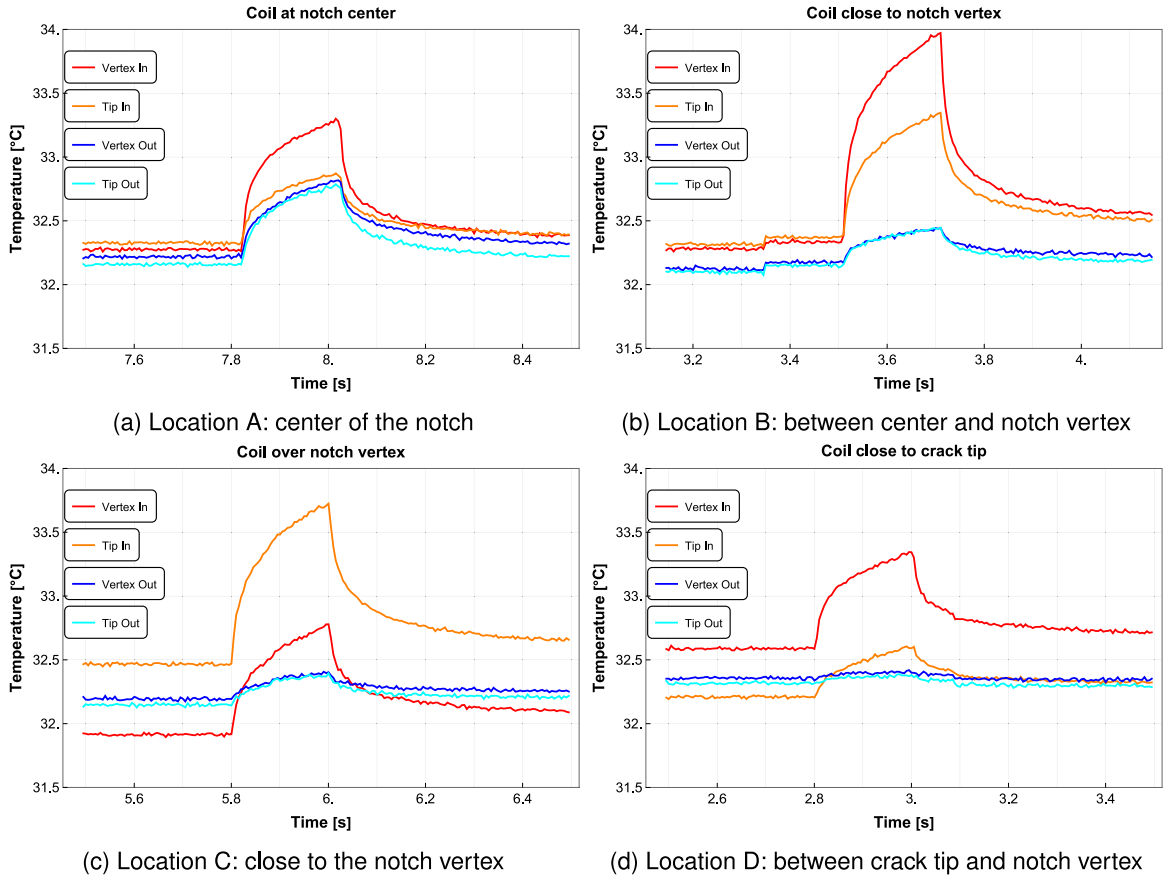 Coil at notch center
34.
33.5
33.
32.5
32.
31.5
Temperature [°C]
Vertex In
Tip In
Vertex Out
Tip Out
7.6 7.8 8. 8.2 8.4
Time [s]
(a) Location A: center of the notch
Coil close to notch vertex
34.
33.5
33.
32.5
32.
31.5
Temperature [°C]
Vertex In
Tip In
Vertex Out
Tip Out
3.2 3.4 3.6 3.8 4.
Time [s]
(b) Location B: between center and notch vertex
Coil over notch vertex
34.
33.5
33.
32.5
32.
31.5
Temperature [°C]
Vertex In
Tip In
Vertex Out
Tip Out
5.6 5.8 6. 6.2 6.4
Time [s]
(c) Location C: close to the notch vertex
Coil close to crack tip
34.
33.5
33.
32.5
32.
31.5
Temperature [°C]
Vertex In
Tip In
Vertex Out
Tip Out
2.6 2.8 3. 3.2 3.4
Time [s]
(d) Location D: between crack tip and notch vertex